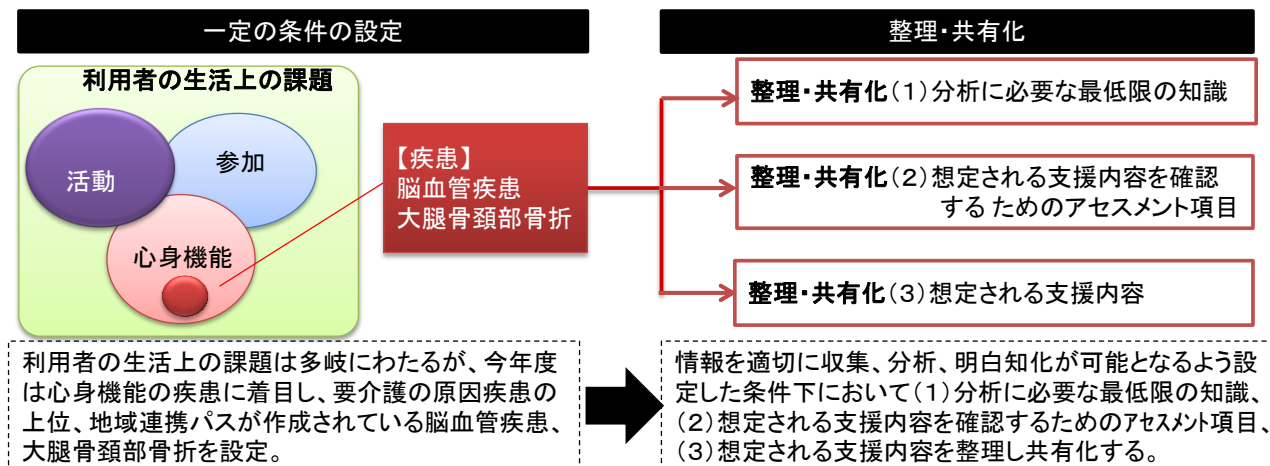 一定の条件の設定
整理・共有化
利用者の生活上の課題
活動
参加
心身機能
【疾患】
脳血管疾患
大腿骨頚部骨折
整理・共有化(1)分析に必要な最低限の知識
整理・共有化(2)想定される支援内容を確認
する ためのアセスメント項目
整理・共有化(3)想定される支援内容
利用者の生活上の課題は多岐にわたるが、今年度
は心身機能の疾患に着目し、要介護の原因疾患の
上位、地域連携パスが作成されている脳血管疾患、
大腿骨頚部骨折を設定。
情報を適切に収集、分析、明白知化が可能となるよう設
定した条件下において(1)分析に必要な最低限の知識、
(2)想定される支援内容を確認するためのアセスメント項目、
(3)想定される支援内容を整理し共有化する。